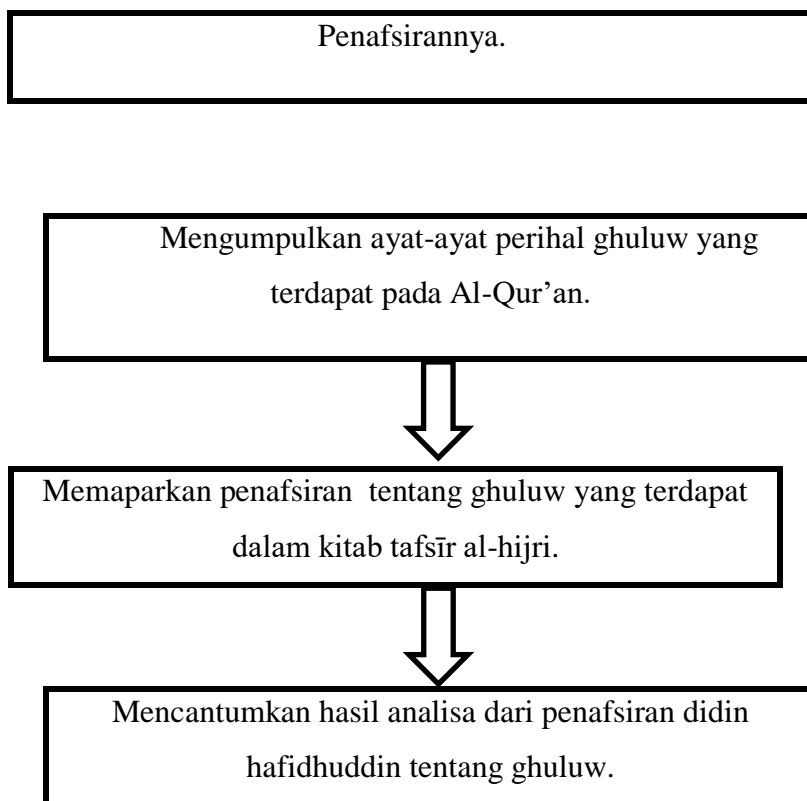 Penafsirannya.
Mengumpulkan ayat-ayat perihal ghuluw yang
terdapat pada Al-Qur’an.
Memaparkan penafsiran tentang ghuluw yang terdapat
dalam kitab tafsīr al-hijri.
Mencantumkan hasil analisa dari penafsiran didin
hafidhuddin tentang ghuluw.